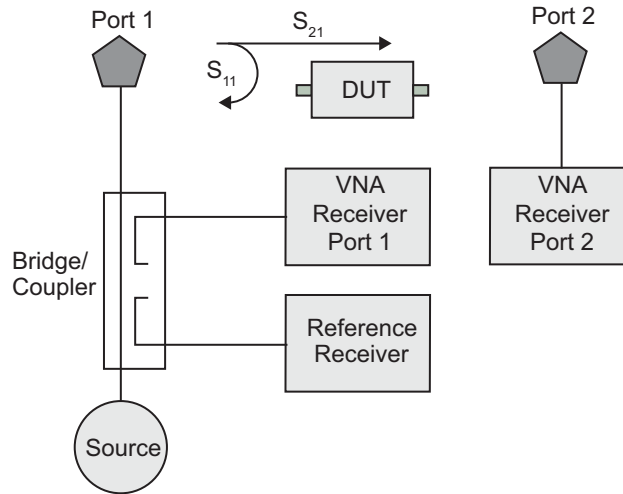 Port 1
Port 2
S21
S11
DUT
VNA
Receiver
Port 1
VNA
Receiver
Port 2
Bridge/
Coupler
Reference
Receiver
Source